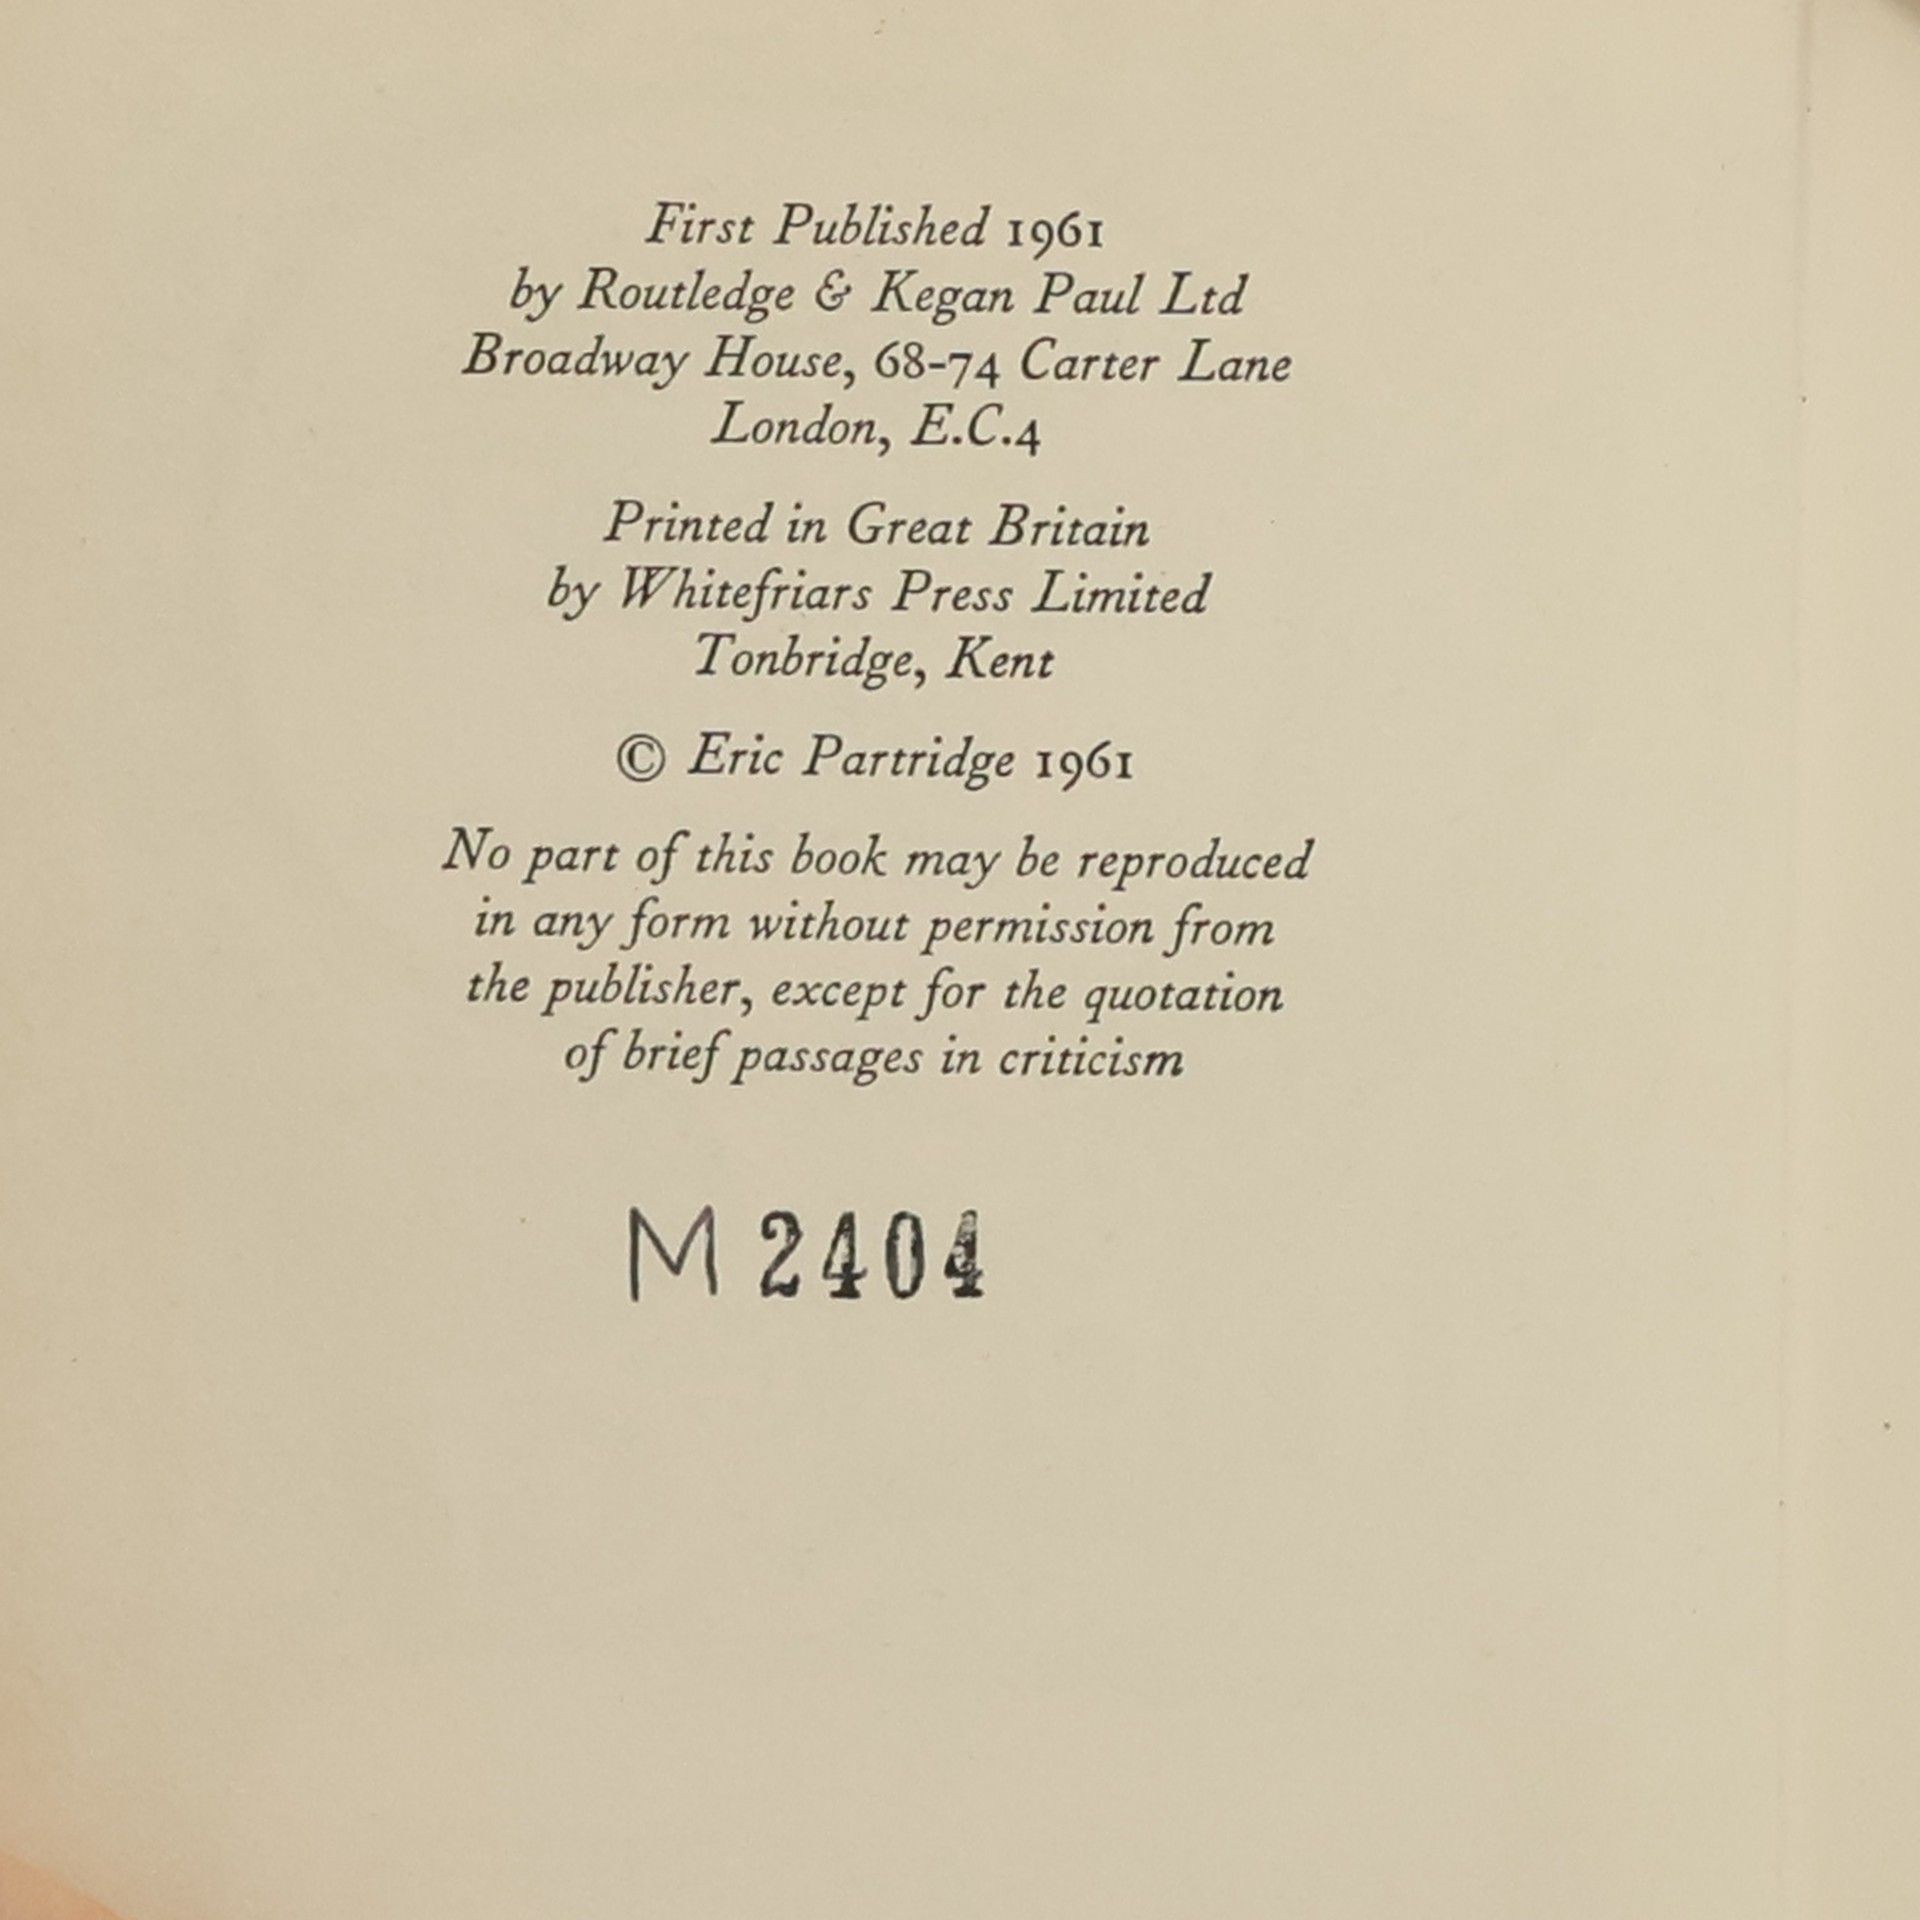 First Published 1961
by Routledge & Kegan Paul Ltd
Broadway House, 68-74 Carter Lane
London, E.C.4
Printed in Great Britain
by Whitefriars Press Limited
Tonbridge, Kent
© Eric Partridge 1961
No part of this book may be reproduced
in any form without permission from
the publisher, except for the quotation
of brief passages in criticism
M 2404